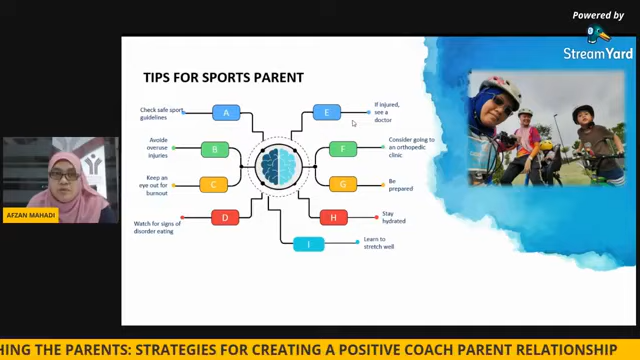 Powered by
StreamYard
TIPS FOR SPORTS PARENT
Check safe sport
guidelines
A
Avoide
overuse
injuries
B
Keep an
eye out for
burnout
C
Watch for signs of
disorder eating
D
E
If injured,
see a
doctor
F
Consider going to
an orthopedic
clinic
G
Be
prepared
H
Stay
hydrated
I
Learn to
stretch well
AFZAN MAHADI
HING THE PARENTS: STRATEGIES FOR CREATING A POSITIVE COACH PARENT RELATIONSHIP